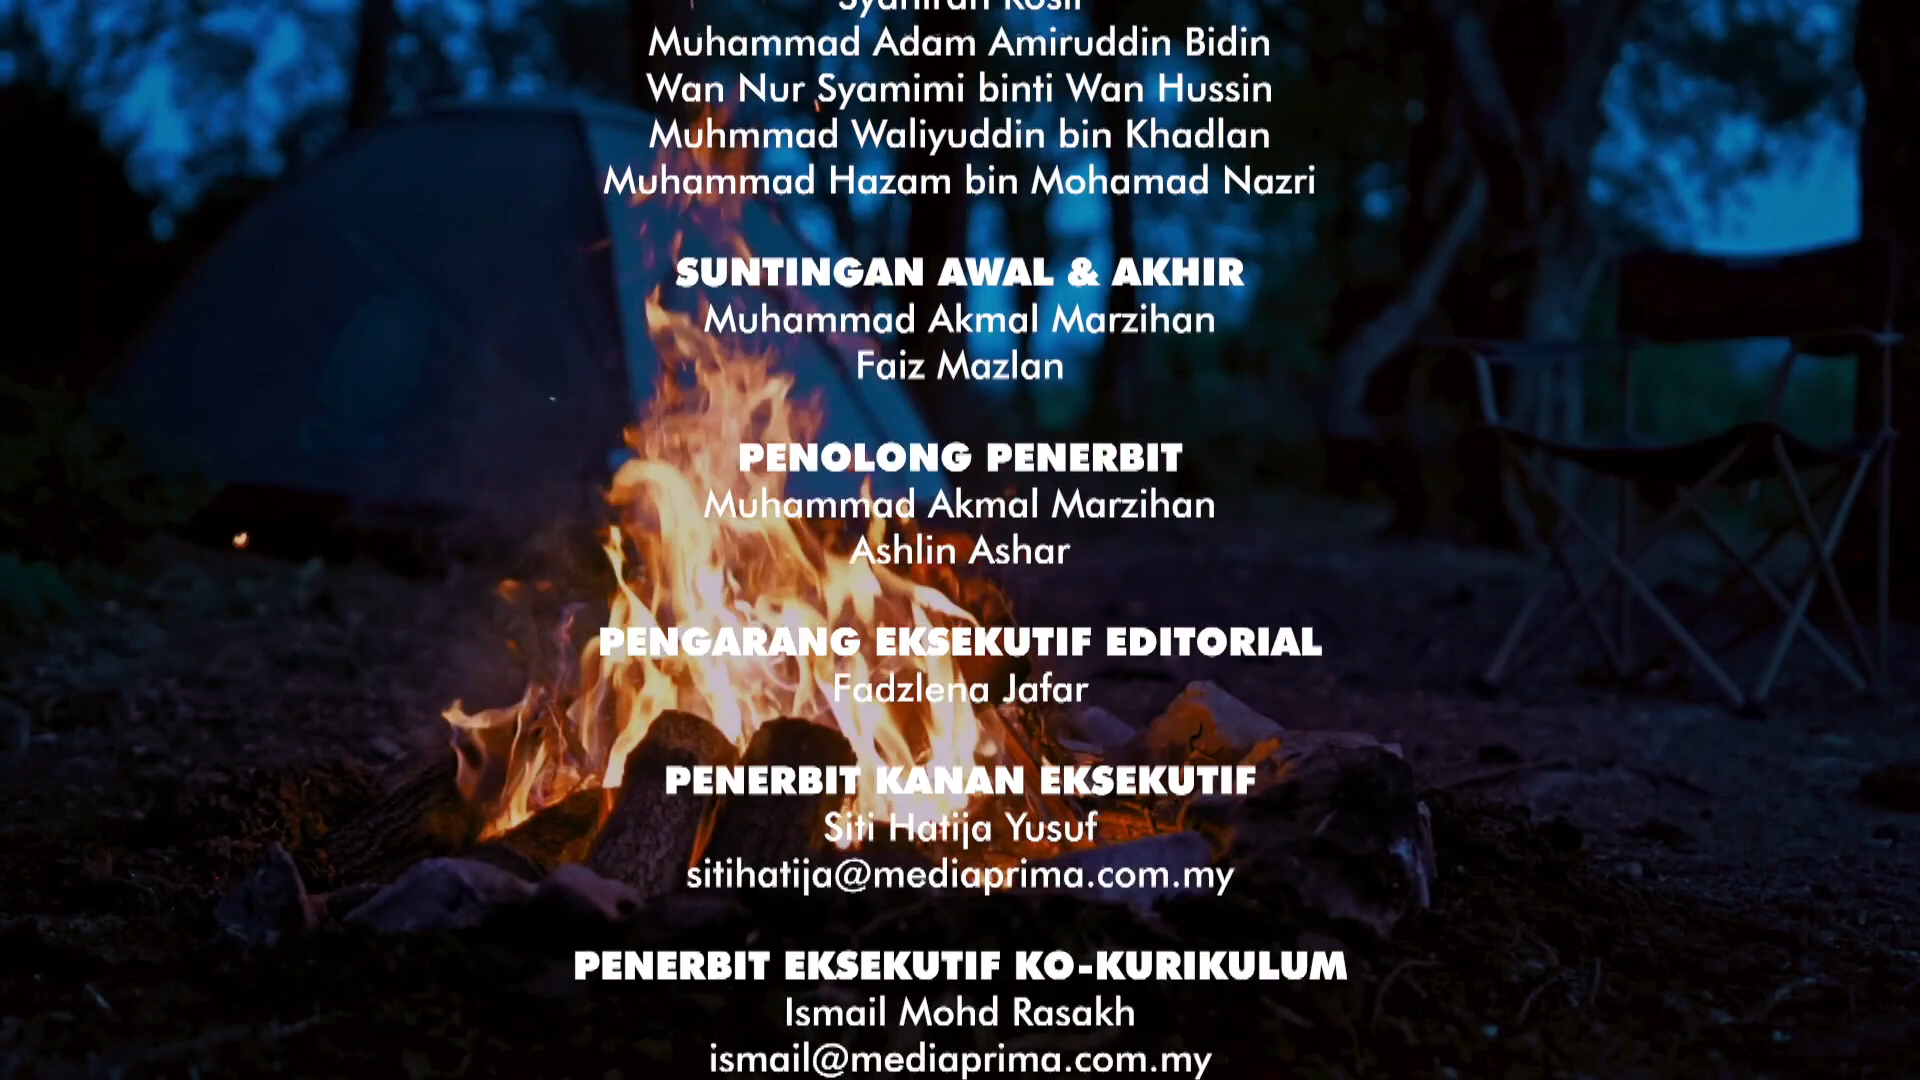 Muhammad Adam Amiruddin Bidin
Wan Nur Syamimi binti Wan Hussin
Muhmmad Waliyuddin bin Khadlan
Muhammad Hazam bin Mohamad Nazri
SUNTINGAN AWAL & AKHIR
Muhammad Akmal Marzihan
Faiz Mazlan
PENOLONG PENERBIT
Muhammad Akmal Marzihan
Ashlin Ashar
PENGARANG EKSEKUTIF EDITORIAL
Fadzlena Jafar
PENERBIT KANAN EKSEKUTIF
Siti Hatija Yusuf
sitihatija@mediaprima.com.my
PENERBIT EKSEKUTIF KO-KURIKULUM
Ismail Mohd Rasakh
ismail@mediaprima.com.my